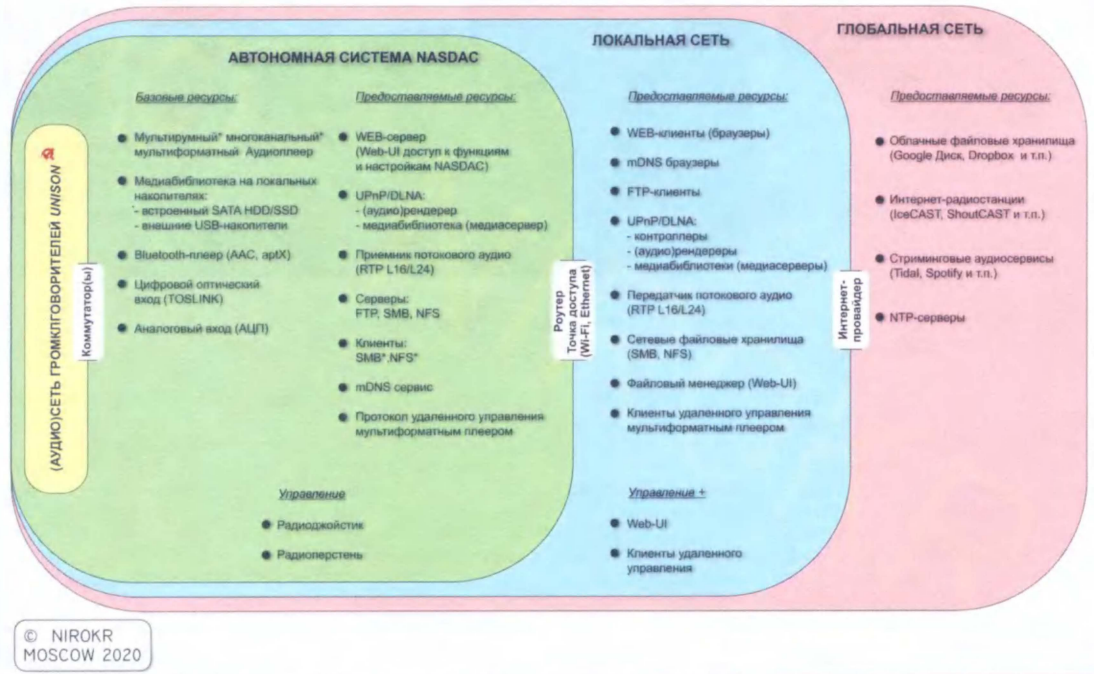 ГЛОБАЛЬНАЯ СЕТЬ
ЛОКАЛЬНАЯ СЕТЬ
АВТОНОМНАЯ СИСТЕМА NASDAC
(АУДИО)СЕТЬ ГРОМКЛГОВОРИТЕЛЕЙ UNISON
Коммутатор(ы)
Базовые ресурсы:
Мультирумный* многоканальный*
мультиформатный Аудиоплеер
Медиабиблиотека на локальных
накопителях:
'- встроенный SATA HDD/SSD
- внешние USB-накопители
Bluetooth-плеер (AAC, aptX)
Цифровой оптический
вход (TOSLINK)
Аналоговый вход (АЦП)
Предоставляемые ресурсы:
WEB-сервер
(Web-UI доступ к функциям
и настройкам NASDAC)
UPnP/DLNA:
- (аудио)рендерер
- медиабиблиотека (медиасервер)
Приемник потокового аудио
(RTP L16/L24)
Серверы:
FTP, SMB, NFS
Клиенты:
SMB*,NFS*
mDNS сервис
Протокол удаленного управления
мультиформатным плеером
Управление
Радиоджойстик
Радиоперстень
Роутер
Точка доступа
(Wi-Fi, Ethernet)
Предоставляемые ресурсы:
WEB-клиенты (браузеры)
mDNS браузеры
FTP-клиенты
UPnP/DLNA:
- контроллеры
- (аудио)рендереры
- медиабиблиотеки (медиасерверы)
Передатчик потокового аудио
(RTP L16/L24)
Сетевые файловые хранилища
(SMB, NFS)
Файловый менеджер (Web-UI)
Клиенты удаленного управления
мультиформатным плеером
Управление +
Web-UI
Клиенты удаленного
управления
Интернет-
провайдер
Предоставляемые ресурсы:
Облачные файловые хранилища
(Google Диск, Dropbox и т.п.)
Интернет-радиостанции
(IceCAST, ShoutCAST и т.п.)
Стриминговые аудиосервисы
(Tidal, Spotify и т.п.)
NTP-серверы
© NIROKR
MOSCOW 2020